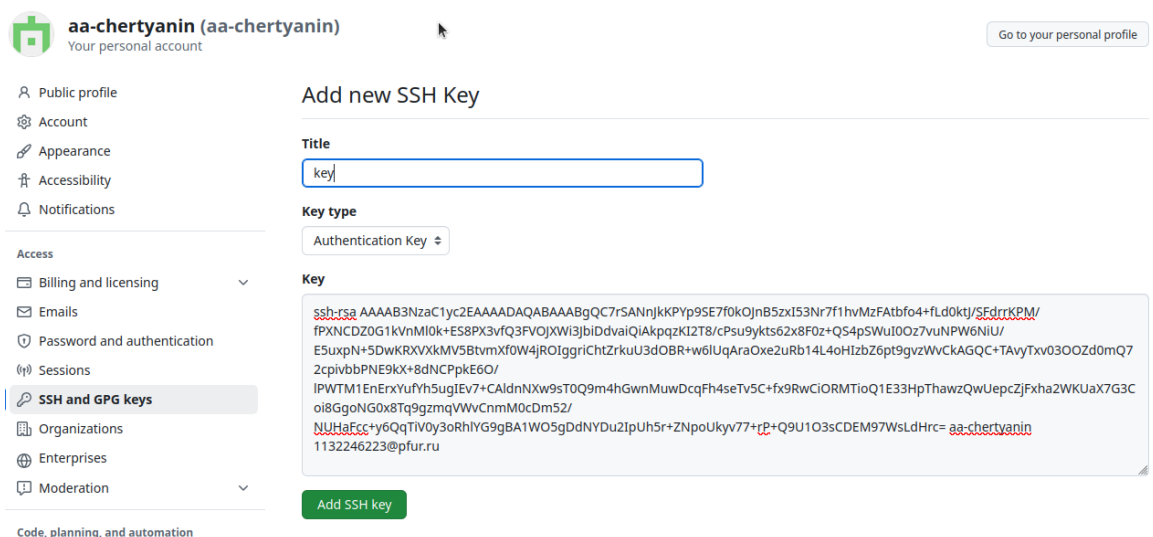 aa-chertyanin (aa-chertyanin)
Your personal account
Go to your personal profile
Public profile
Account
Appearance
Accessibility
Notifications
Access
Billing and licensing
Emails
Password and authentication
Sessions
SSH and GPG keys
Organizations
Enterprises
Moderation
Code, planning, and automation
Add new SSH Key
Title
key
Key type
Authentication Key
Key
ssh-rsa AAAAB3NzaC1yc2EAAAADAQABAAABgQC7rSANnJkKPYp9SE7f0kOJnB5zxI53Nr7f1hvMzFAtbfo4+fLd0ktJ/SFdrrKPM/
fPXNCDZ0G1kVnMl0k+ES8PX3vfQ3FVOJXWi3JbiDdvaiQiAkpqzKI2T8/cPsu9ykts62x8F0z+QS4pSWuI0Oz7vuNPW6NiU/
E5uxpN+5DwKRXVXkMV5BtvmXf0W4jROIggriChtZrkuU3dOBR+w6lUqAraOxe2uRb14L4oHIzbZ6pt9gvzWvCkAGQC+TAvyTxv03OOZd0mQ7
2cpivbbPNE9kX+8dNCPpkE6O/
lPWTM1EnErxYufYh5ugIEv7+CAldnNXw9sT0Q9m4hGwnMuwDcqFh4seTv5C+fx9RwCiORMTioQ1E33HpThawzQwUepcZjFxha2WKUaX7G3C
oi8GgoNG0x8Tq9gzmqVWvCnmM0cDm52/
NUHaFcc+y6QqTiV0y3oRhlYG9gBA1WO5gDdNYDu2IpUh5r+ZNpoUkyv77+rP+Q9U1O3sCDEM97WsLdHrc= aa-chertyanin
1132246223@pfur.ru
Add SSH key